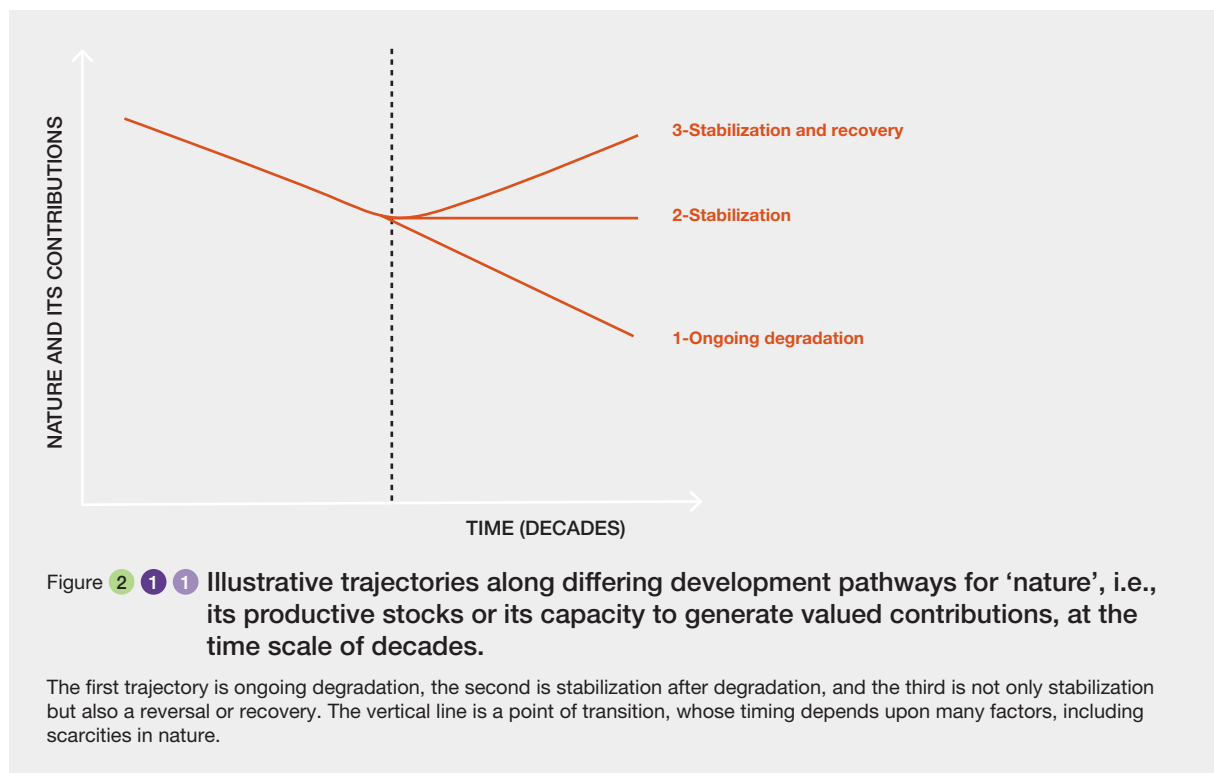 NATURE AND ITS CONTRIBUTIONS
3-Stabilization and recovery
2-Stabilization
1-Ongoing degradation
TIME (DECADES)
Figure 2 1 1 Illustrative trajectories along differing development pathways for ‘nature’, i.e.,
its productive stocks or its capacity to generate valued contributions, at the
time scale of decades.
The first trajectory is ongoing degradation, the second is stabilization after degradation, and the third is not only stabilization
but also a reversal or recovery. The vertical line is a point of transition, whose timing depends upon many factors, including
scarcities in nature.